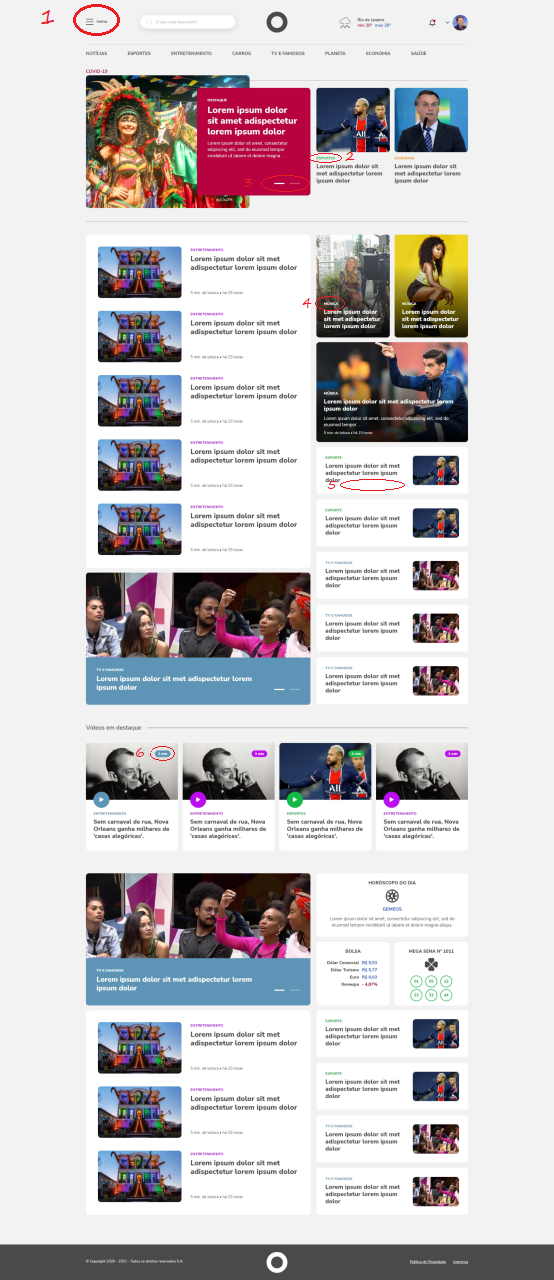 1
menu
O que está buscando?
Rio de Janeiro
min 20° max 28°
NOTÍCIAS ESPORTES ENTRETENIMENTO CARROS TV E FAMOSOS PLANETA ECONOMIA SAÚDE
COVID-19
DESTAQUE
Lorem ipsum dolor
sit amet adispectetur
lorem ipsum dolor
Lorem ipsum dolor sit amet, consectetur adipiscing
elit, sed do eiusmod tempor incididunt
ut labore et dolore magna ...
3
ESPORTES
2
Lorem ipsum dolor sit
met adispectetur lorem
ipsum dolor
ECONOMIA
Lorem ipsum dolor sit
met adispectetur lorem
ipsum dolor
ENTRETENIMENTO
Lorem ipsum dolor sit met
adispectetur lorem ipsum dolor
5 min. de leitura • há 15 horas
ENTRETENIMENTO
Lorem ipsum dolor sit met
adispectetur lorem ipsum dolor
5 min. de leitura • há 15 horas
ENTRETENIMENTO
Lorem ipsum dolor sit met
adispectetur lorem ipsum dolor
5 min. de leitura • há 15 horas
ENTRETENIMENTO
Lorem ipsum dolor sit met
adispectetur lorem ipsum dolor
5 min. de leitura • há 15 horas
ENTRETENIMENTO
Lorem ipsum dolor sit met
adispectetur lorem ipsum dolor
5 min. de leitura • há 15 horas
TV E FAMOSOS
Lorem ipsum dolor sit met adispectetur lorem
ipsum dolor
4
MÚSICA
Lorem ipsum dolor
sit met adispectetur
lorem ipsum dolor
MÚSICA
Lorem ipsum dolor
sit met adispectetur
lorem ipsum dolor
MÚSICA
Lorem ipsum dolor sit met adispectetur lorem
ipsum dolor
Lorem ipsum dolor sit amet, consectetur adipiscing elit, sed do
eiusmod tempor
5 min. de leitura • há 15 horas
ESPORTE
Lorem ipsum dolor sit met
adispectetur lorem ipsum
dolor
5
ESPORTE
Lorem ipsum dolor sit met
adispectetur lorem ipsum
dolor
TV E FAMOSOS
Lorem ipsum dolor sit met
adispectetur lorem ipsum
dolor
TV E FAMOSOS
Lorem ipsum dolor sit met
adispectetur lorem ipsum
dolor
TV E FAMOSOS
Lorem ipsum dolor sit met
adispectetur lorem ipsum
dolor
Vídeos em destaque
6
3 min
ENTRETENIMENTO
Sem carnaval de rua, Nova
Orleans ganha milhares de
'casas alegóricas'.
3 min
ENTRETENIMENTO
Sem carnaval de rua, Nova
Orleans ganha milhares de
'casas alegóricas'.
3 min
ESPORTES
Sem carnaval de rua, Nova
Orleans ganha milhares de
'casas alegóricas'.
3 min
ENTRETENIMENTO
Sem carnaval de rua, Nova
Orleans ganha milhares de
'casas alegóricas'.
TV E FAMOSOS
Lorem ipsum dolor sit met adispectetur lorem
ipsum dolor
HORÓSCOPO DO DIA
GEMEOS
Lorem ipsum dolor sit amet, consectetur adipiscing elit, sed do
eiusmod tempor incididunt ut labore et dolore magna aliqua
BOLSA
Dólar Comercial R$ 5,53
Dólar Turismo R$ 5,77
Euro R$ 6,62
Ibovespa - 4,87%
MEGA SENA Nº 1011
01 05 12
23 31 44
ENTRETENIMENTO
Lorem ipsum dolor sit met
adispectetur lorem ipsum dolor
5 min. de leitura • há 15 horas
ENTRETENIMENTO
Lorem ipsum dolor sit met
adispectetur lorem ipsum dolor
5 min. de leitura • há 15 horas
ENTRETENIMENTO
Lorem ipsum dolor sit met
adispectetur lorem ipsum dolor
5 min. de leitura • há 15 horas
ESPORTE
Lorem ipsum dolor sit met
adispectetur lorem ipsum
dolor
ESPORTE
Lorem ipsum dolor sit met
adispectetur lorem ipsum
dolor
TV E FAMOSOS
Lorem ipsum dolor sit met
adispectetur lorem ipsum
dolor
TV E FAMOSOS
Lorem ipsum dolor sit met
adispectetur lorem ipsum
dolor
© Copyright 2020 - 2021 - Todos os direitos reservados S.A.
Política de Privacidade Imprensa